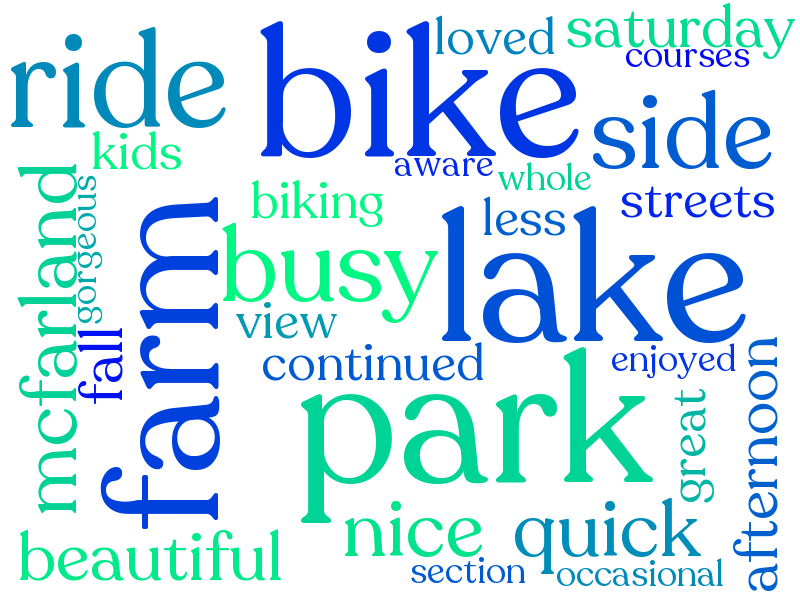 loved
saturday
ride
bike
courses
kids
side
aware
whole
biking
streets
less
mcfarland
gorgeous
farm
busy
lake
view
fall
continued
enjoyed
park
great
afternoon
nice
quick
beautiful
section
occasional